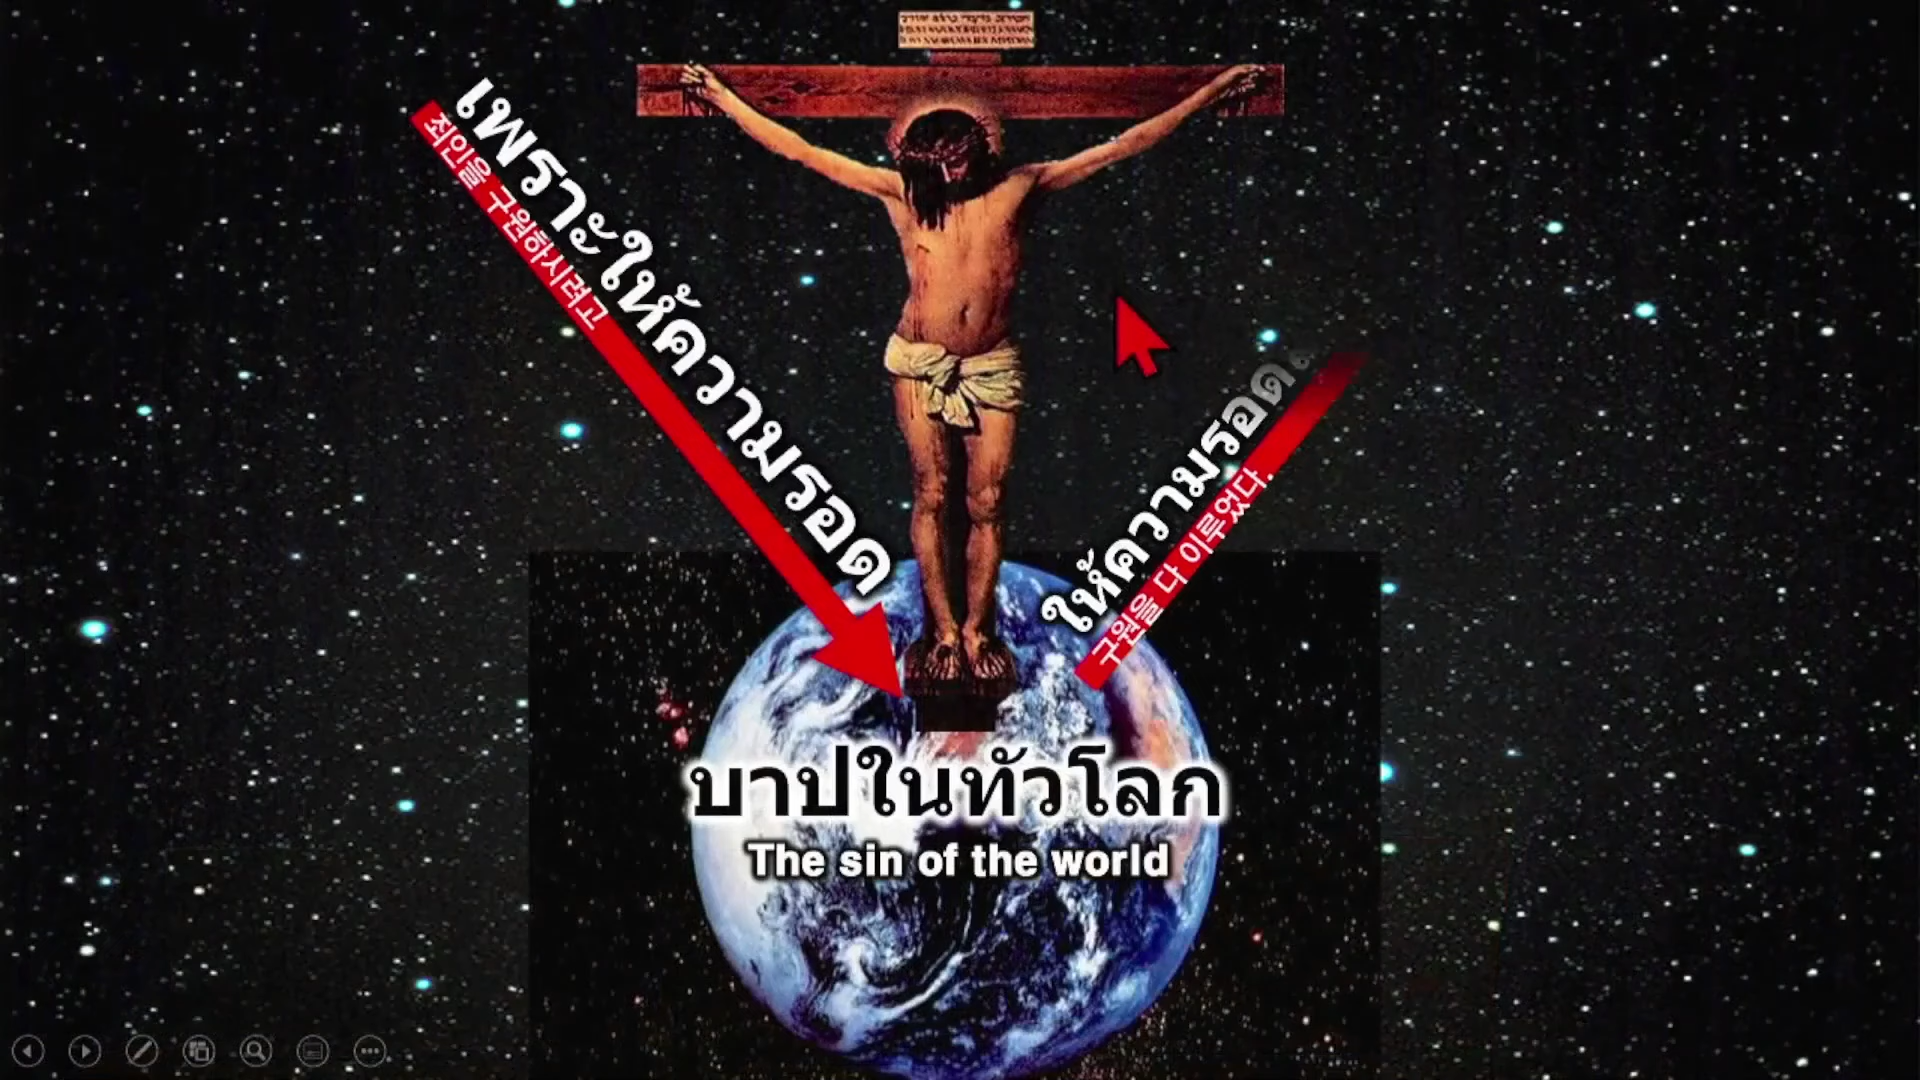 เพราะให้ความรอด
죄인을 구원하시려고
ให้ความรอด
구원을 다 이루었다.
บาปในทั่วโลก
The sin of the world